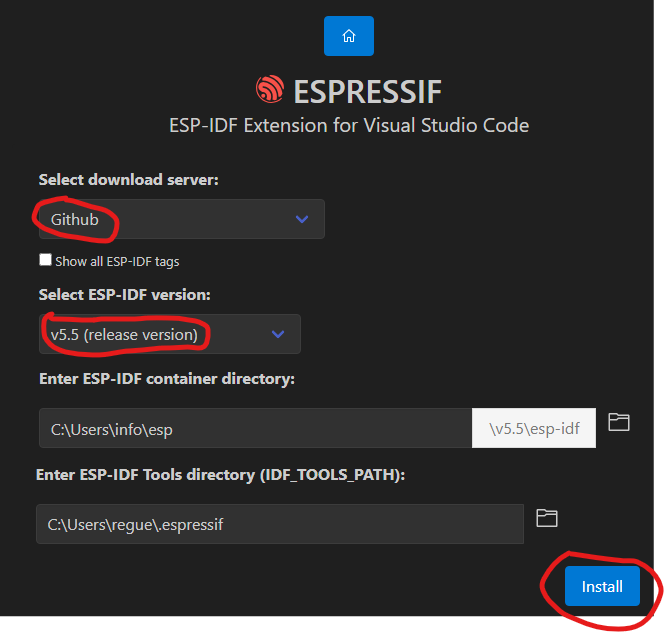 ESPRESSIF
ESP-IDF Extension for Visual Studio Code
Select download server:
Github
Show all ESP-IDF tags
Select ESP-IDF version:
v5.5 (release version)
Enter ESP-IDF container directory:
C:\Users\info\esp \v5.5\esp-idf
Enter ESP-IDF Tools directory (IDF_TOOLS_PATH):
C:\Users\regue\.espressif
Install